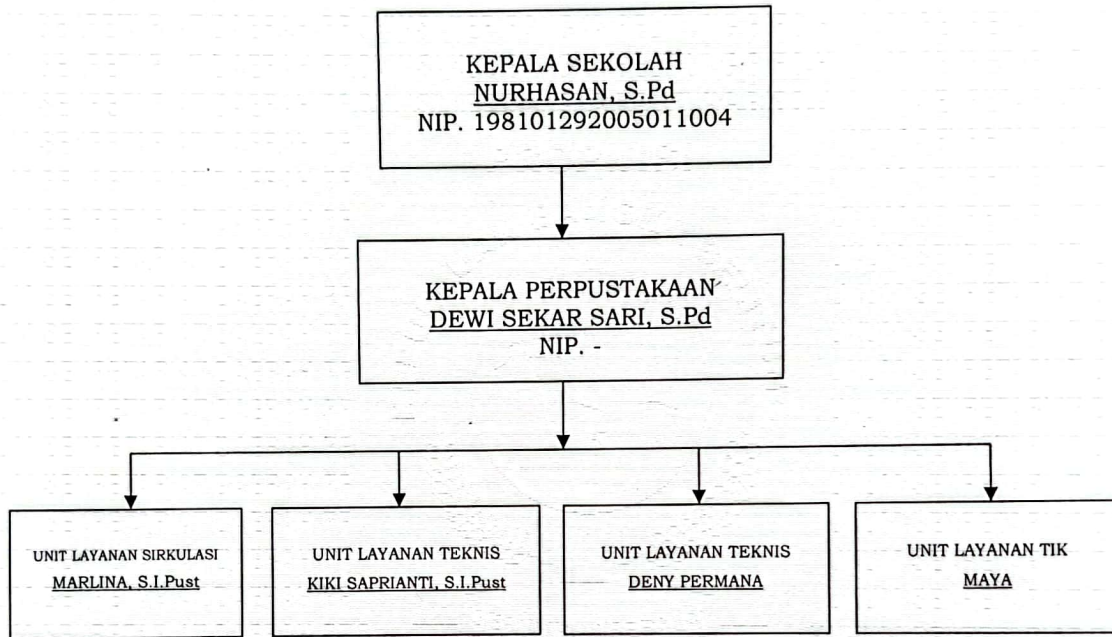 KEPALA SEKOLAH
NURHASAN, S.Pd
NIP. 198101292005011004
KEPALA PERPUSTAKAAN
DEWI SEKAR SARI, S.Pd
NIP. -
UNIT LAYANAN SIRKULASI
MARLINA, S.I.Pust
UNIT LAYANAN TEKNIS
KIKI SAPRIANTI, S.I.Pust
UNIT LAYANAN TEKNIS
DENY PERMANA
UNIT LAYANAN TIK
MAYA